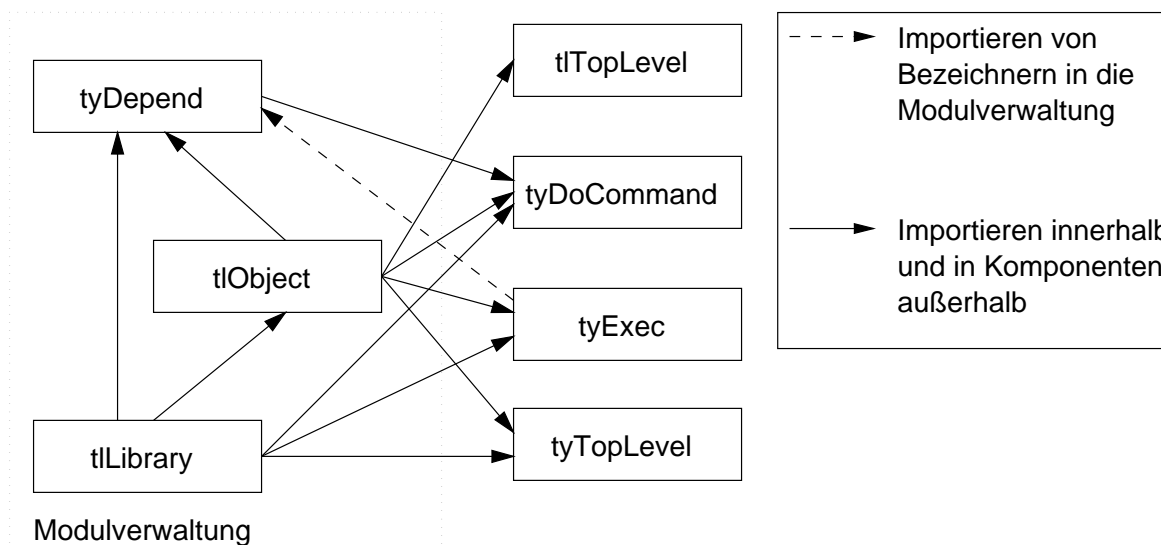 tyDepend
tlObject
tlLibrary
Modulverwaltung
tlTopLevel
tyDoCommand
tyExec
tyTopLevel
Importieren von
Bezeichnern in die
Modulverwaltung
Importieren innerhalb
und in Komponenten
außerhalb